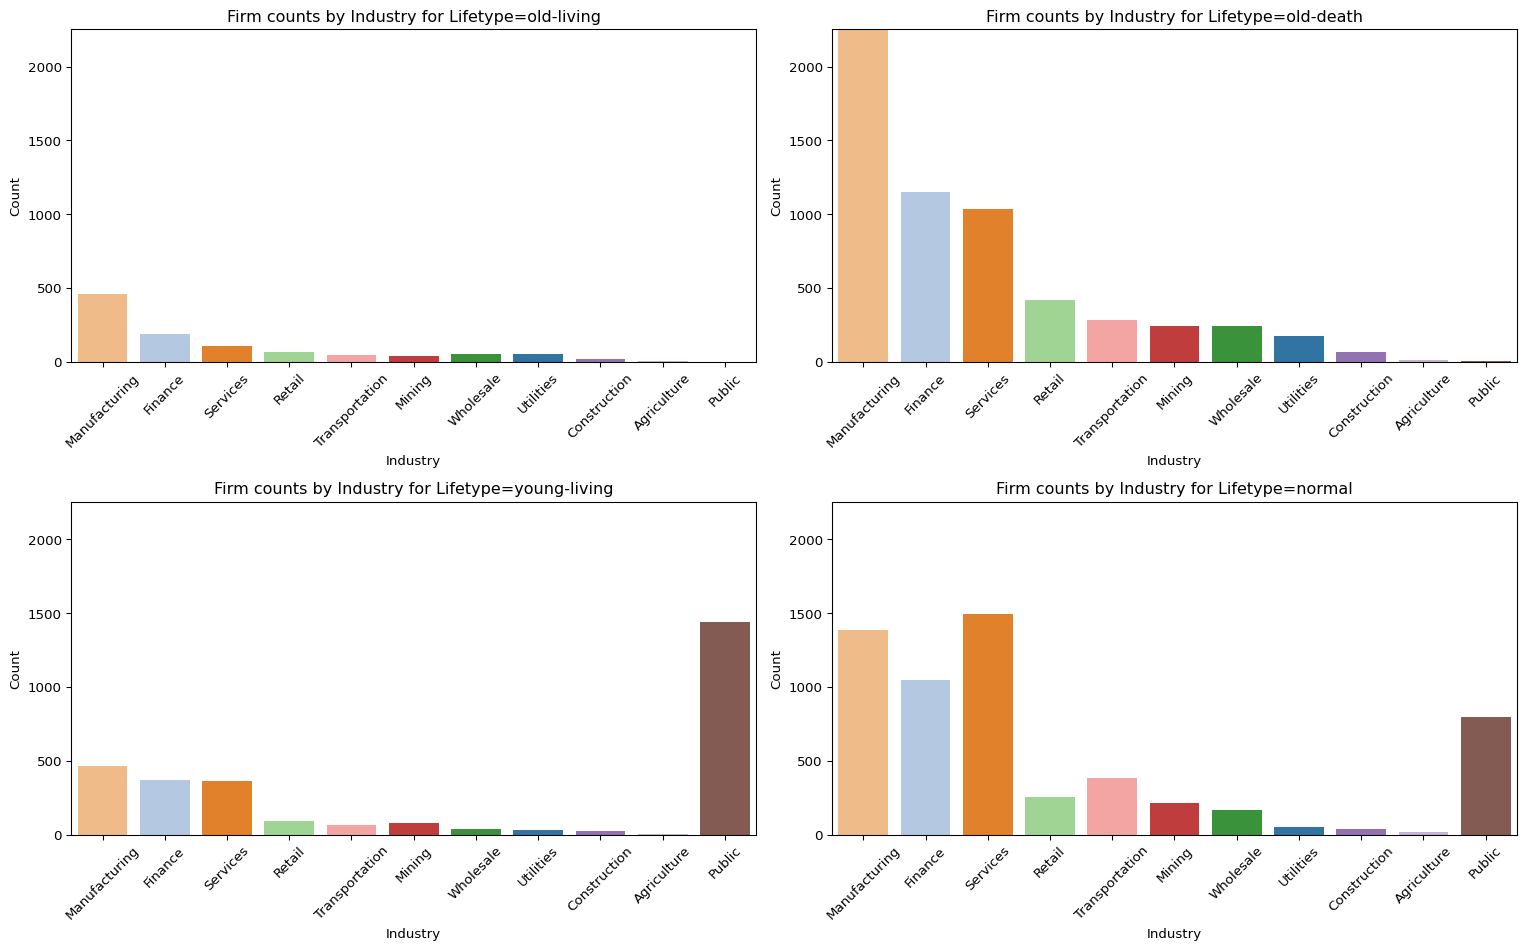 Firm counts by Industry for Lifetype=old-living
2000
1500
1000
500
0
Count
Manufacturing
Finance
Services
Retail
Transportation
Mining
Wholesale
Utilities
Construction
Agriculture
Public
Industry
Firm counts by Industry for Lifetype=old-death
2000
1500
1000
500
0
Count
Manufacturing
Finance
Services
Retail
Transportation
Mining
Wholesale
Utilities
Construction
Agriculture
Public
Industry
Firm counts by Industry for Lifetype=young-living
2000
1500
1000
500
0
Count
Manufacturing
Finance
Services
Retail
Transportation
Mining
Wholesale
Utilities
Construction
Agriculture
Public
Industry
Firm counts by Industry for Lifetype=normal
2000
1500
1000
500
0
Count
Manufacturing
Finance
Services
Retail
Transportation
Mining
Wholesale
Utilities
Construction
Agriculture
Public
Industry